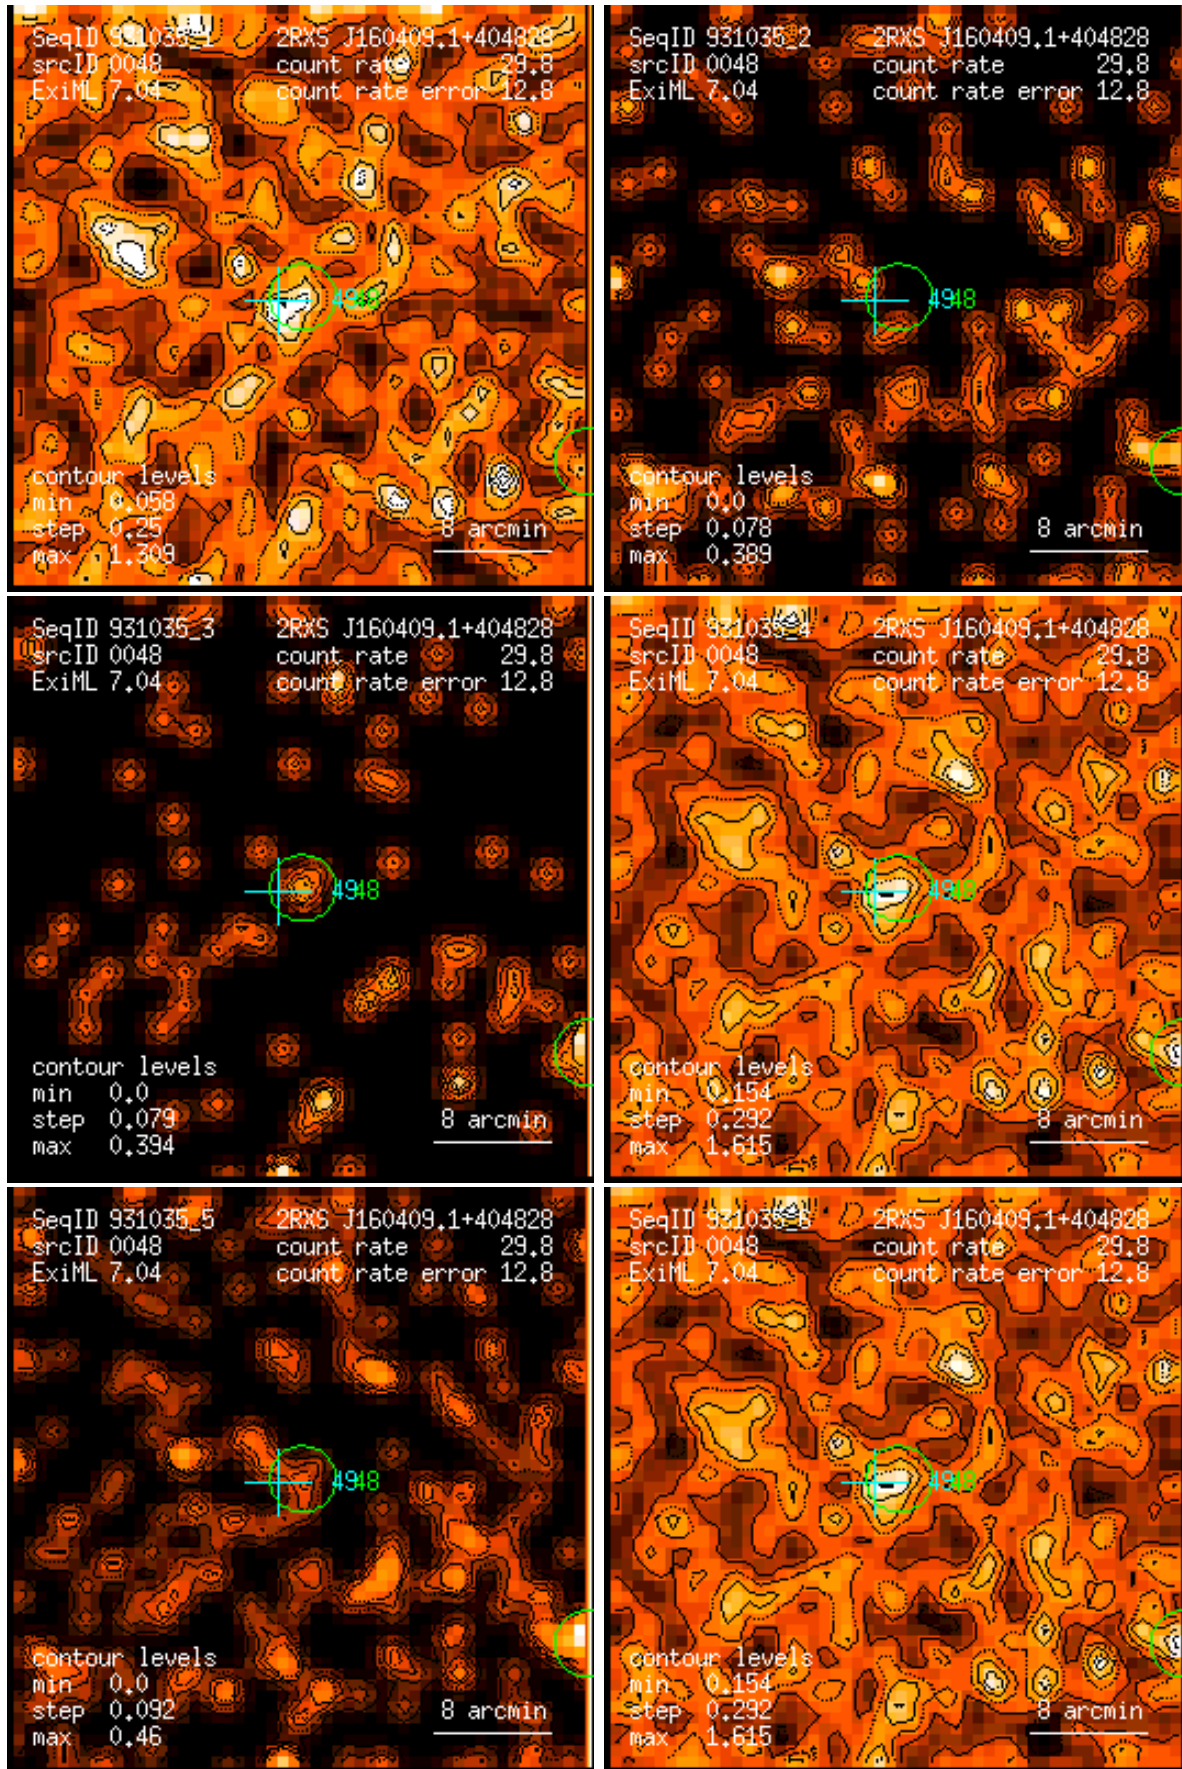 SeqID 931035_1 2RXS J160409.1+404828
srcID 0048 count rate 29.8
ExiML 7.04 count rate error 12.8
4948
contour levels
min 0.058
step 0.25
max 1.309
8 arcmin
SeqID 931035_2 2RXS J160409.1+404828
srcID 0048 count rate 29.8
ExiML 7.04 count rate error 12.8
4948
contour levels
min 0.0
step 0.078
max 0.389
8 arcmin
SeqID 931035_3 2RXS J160409.1+404828
srcID 0048 count rate 29.8
ExiML 7.04 count rate error 12.8
4948
contour levels
min 0.0
step 0.079
max 0.394
8 arcmin
SeqID 931035_4 2RXS J160409.1+404828
srcID 0048 count rate 29.8
ExiML 7.04 count rate error 12.8
4948
contour levels
min 0.154
step 0.292
max 1.615
8 arcmin
SeqID 931035_5 2RXS J160409.1+404828
srcID 0048 count rate 29.8
ExiML 7.04 count rate error 12.8
4948
contour levels
min 0.0
step 0.092
max 0.46
8 arcmin
SeqID 931035_6 2RXS J160409.1+404828
srcID 0048 count rate 29.8
ExiML 7.04 count rate error 12.8
4948
contour levels
min 0.154
step 0.292
max 1.615
8 arcmin